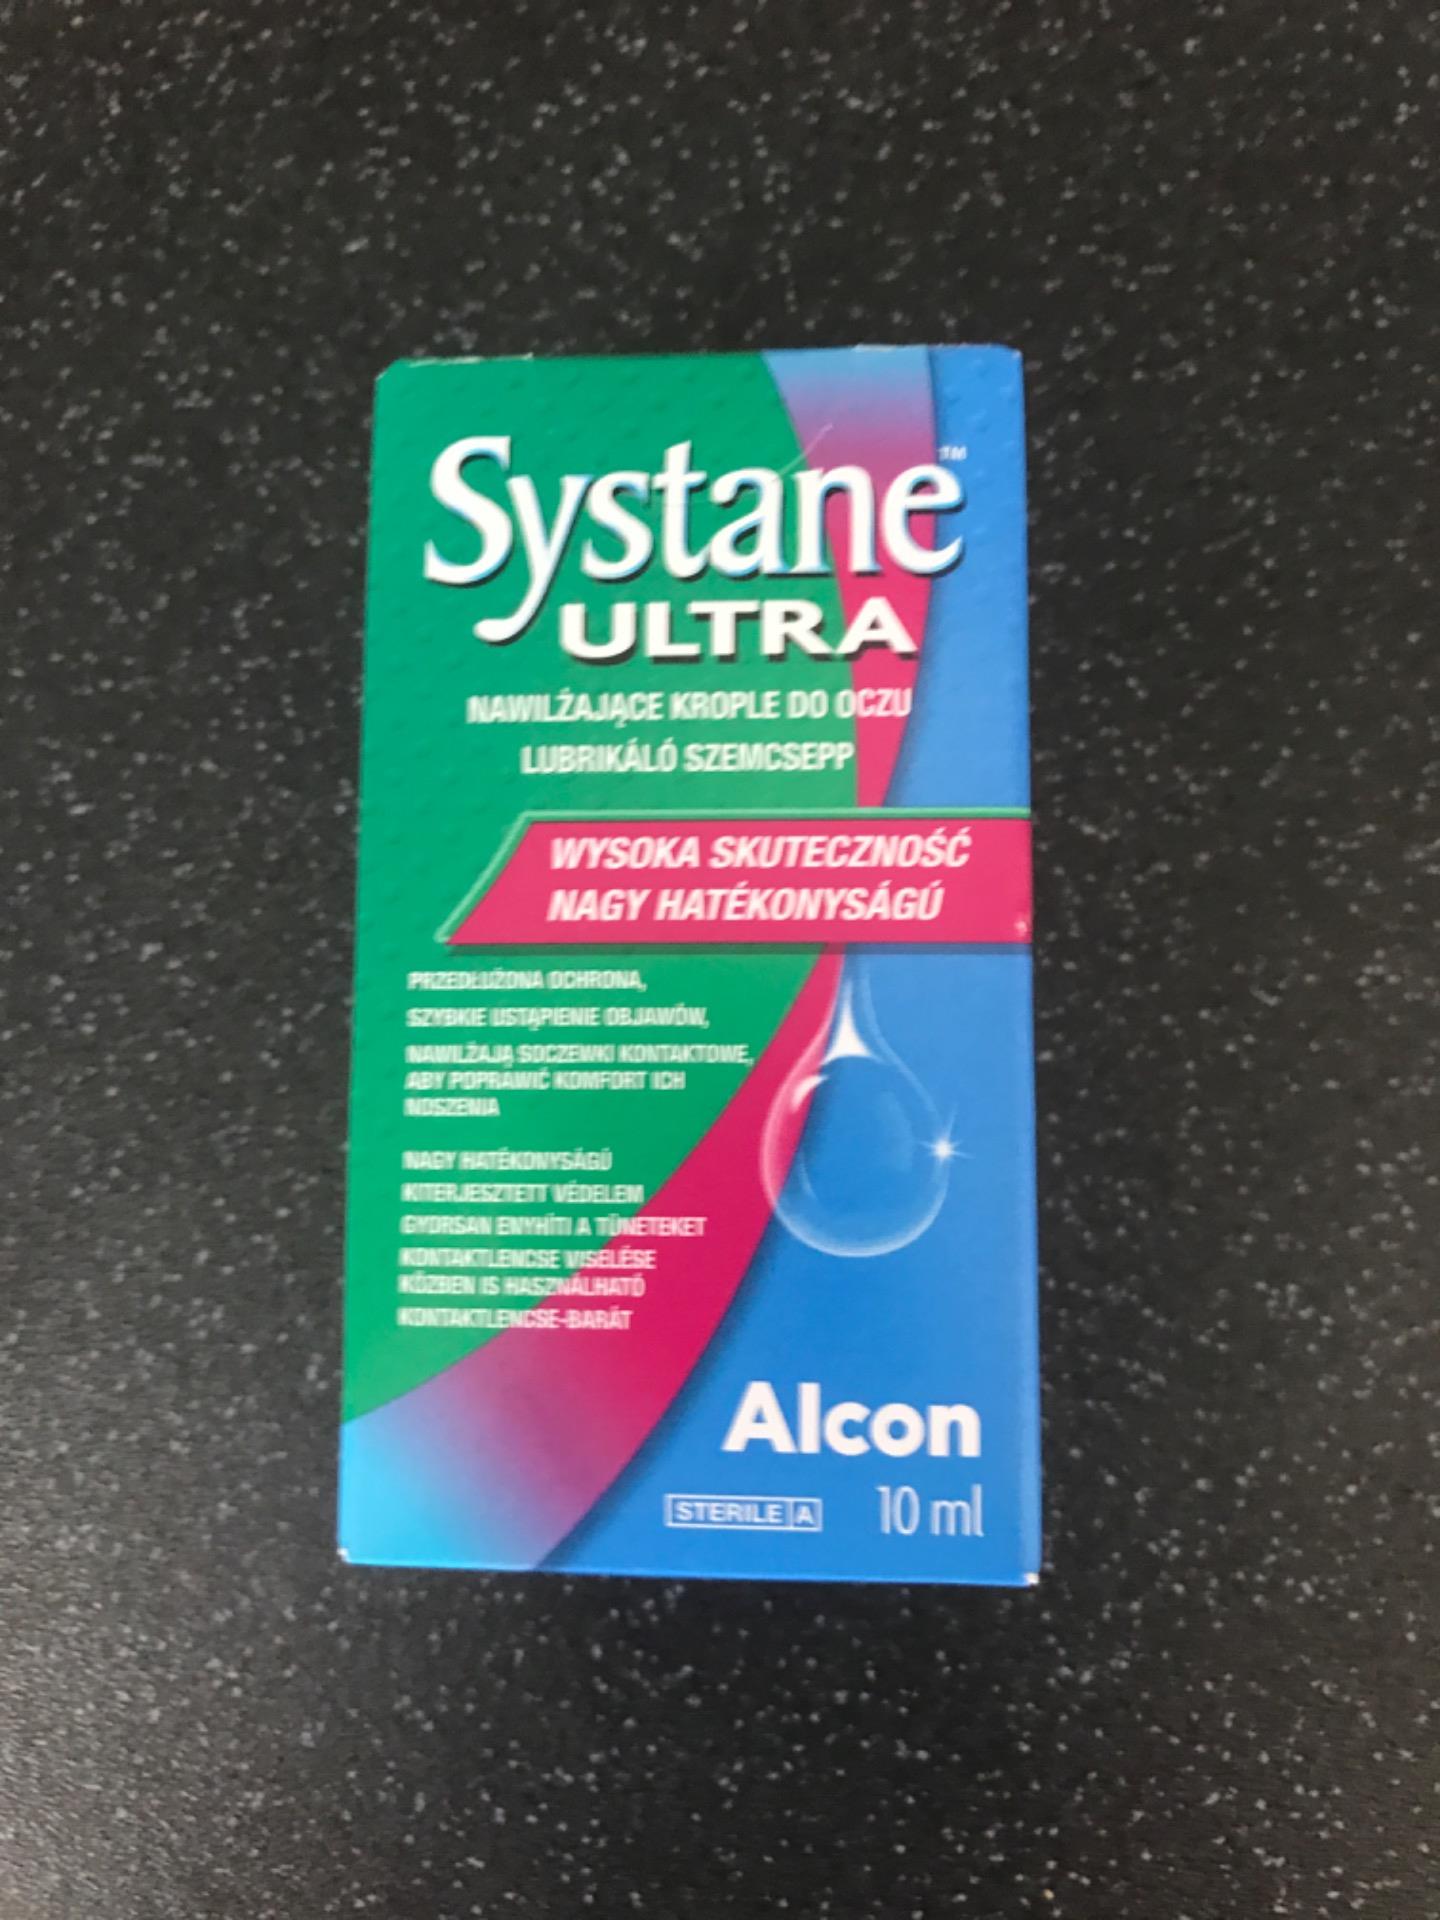 Systane™
ULTRA
NAWILŻAJĄCE KROPLE DO OCZU
LUBRIKÁLÓ SZEMCSEPP
WYSOKA SKUTECZNOŚĆ
NAGY HATÉKONYSÁGÚ
PRZEDŁUŻONA OCHRONA,
SZYBKIE USTĄPIENIE OBJAWÓW,
NAWILŻAJĄ SOCZEWKI KONTAKTOWE,
ABY POPRAWIĆ KOMFORT ICH
NOSZENIA
NAGY HATÉKONYSÁGÚ
KITERJESZTETT VÉDELEM
GYORSAN ENYHÍTI A TÜNETEKET
KONTAKTLENCSE VISELÉSE
KÖZBEN IS HASZNÁLHATÓ
KONTAKTLENCSE-BARÁT
Alcon
STERILE A 10 ml